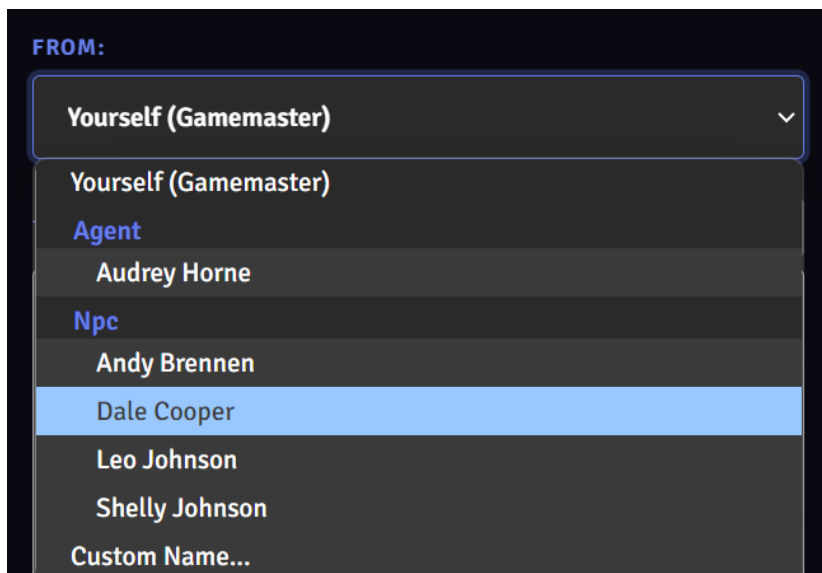 FROM:
Yourself (Gamemaster)
Yourself (Gamemaster)
Agent
Audrey Horne
Npc
Andy Brennen
Dale Cooper
Leo Johnson
Shelly Johnson
Custom Name...